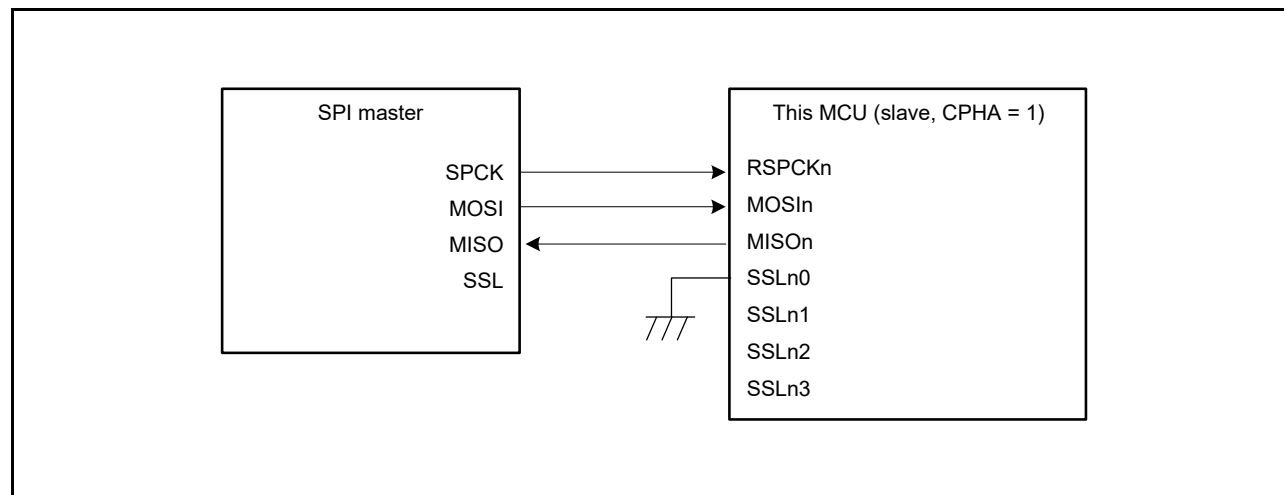 SPI master
SPCK
MOSI
MISO
SSL
This MCU (slave, CPHA = 1)
RSPCKn
MOSIn
MISOn
SSLn0
SSLn1
SSLn2
SSLn3